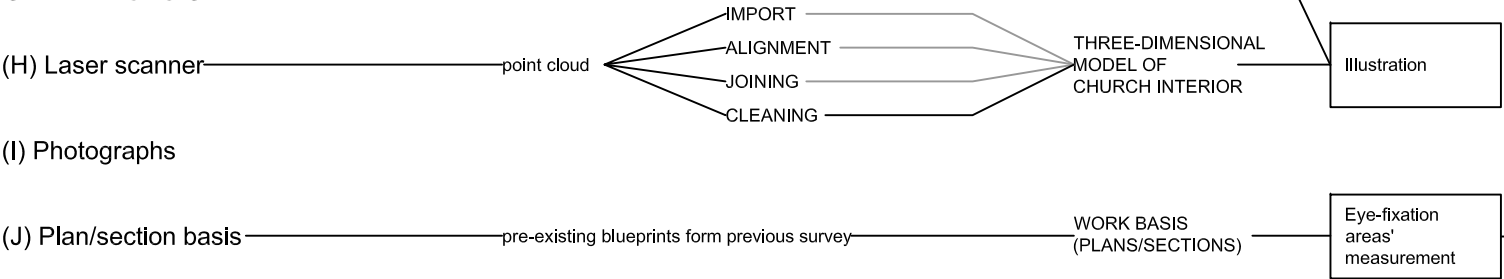 IMPORT
ALIGNMENT
(H) Laser scanner
point cloud
THREE-DIMENSIONAL
MODEL OF
CHURCH INTERIOR
Illustration
JOINING
CLEANING
(I) Photographs
(J) Plan/section basis
pre-existing blueprints form previous survey
WORK BASIS
(PLANS/SECTIONS)
Eye-fixation
areas'
measurement